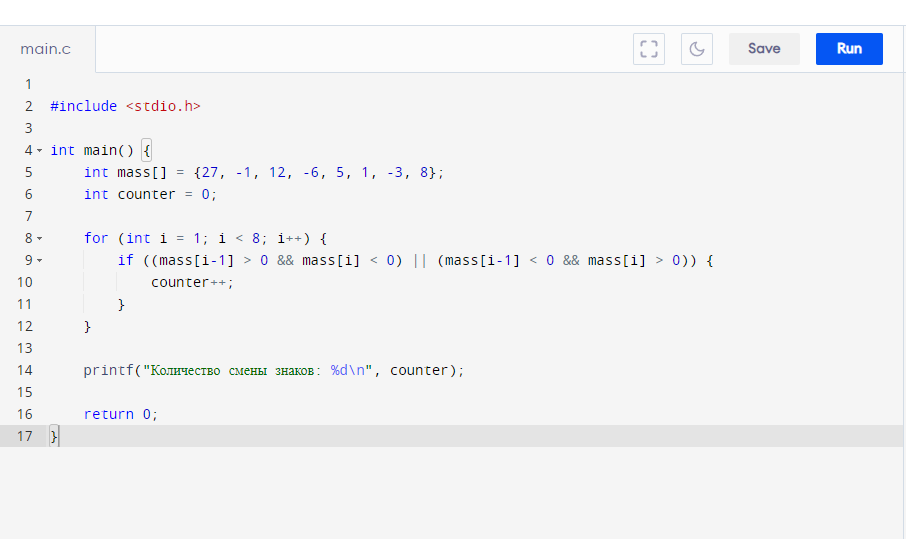 main.c Save Run
1
2 #include <stdio.h>
3
4 int main() {
5 int mass[] = {27, -1, 12, -6, 5, 1, -3, 8};
6 int counter = 0;
7
8 for (int i = 1; i < 8; i++) {
9 if ((mass[i-1] > 0 && mass[i] < 0) || (mass[i-1] < 0 && mass[i] > 0)) {
10 counter++;
11 }
12 }
13
14 printf("Количество смены знаков: %d\n", counter);
15
16 return 0;
17 }